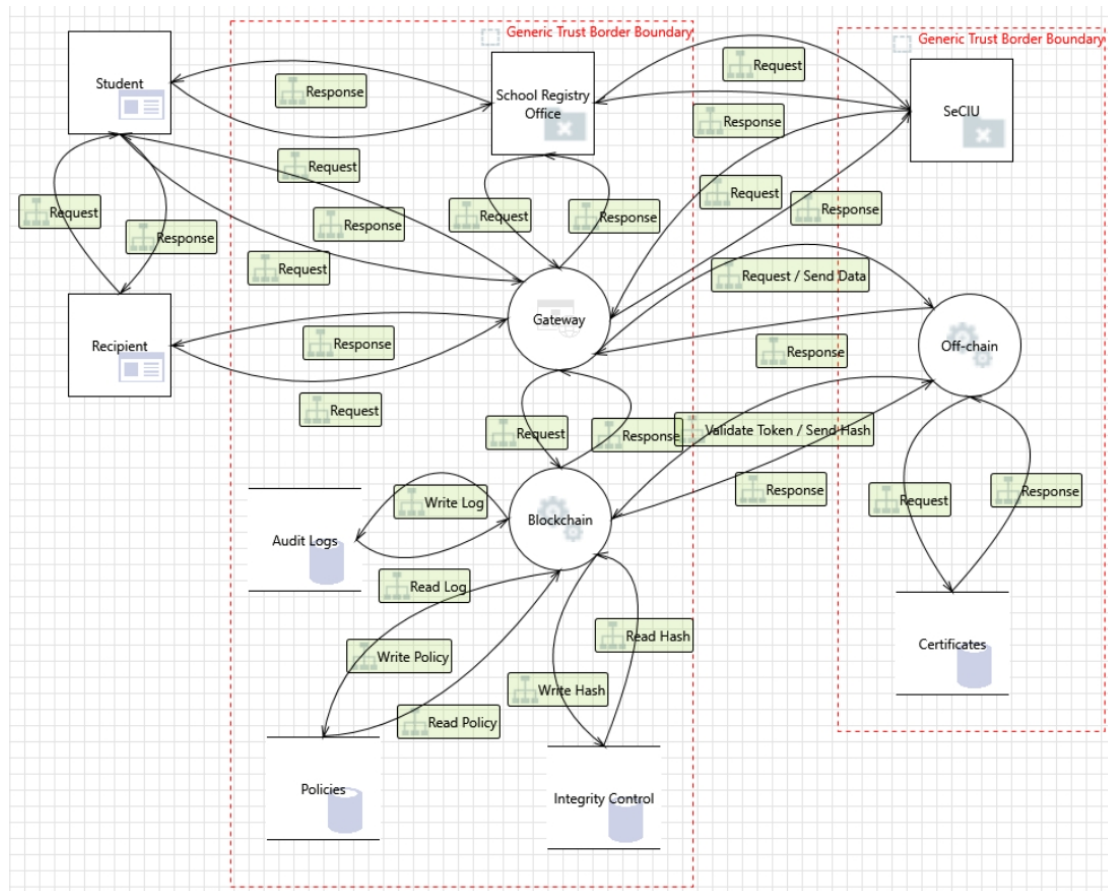 Generic Trust Border Boundary
Generic Trust Border Boundary
Student
Response
School Registry
Office
Request
SeCIU
Response
Request
Request
Response
Request
Response
Request
Response
Request
Response
Request
Request / Send Data
Recipient
Gateway
Off-chain
Response
Response
Request
Request
Response
Validate Token / Send Hash
Response
Request
Response
Write Log
Blockchain
Audit Logs
Read Log
Read Hash
Certificates
Write Policy
Write Hash
Read Policy
Policies
Integrity Control